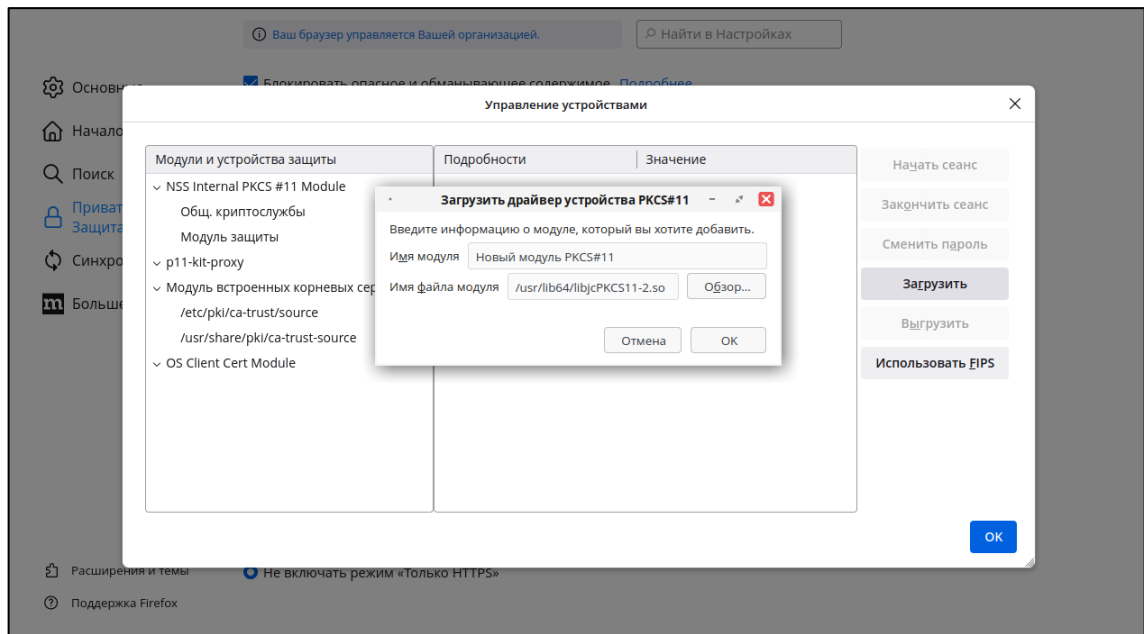 Ваш браузер управляется Вашей организацией.
Найти в Настройках
Блокировать опасное и обманывающее содержимое Подробнее
Основные
Начало
Поиск
Приват
Защита
Синхро
Больше
Управление устройствами
Модули и устройства защиты
Подробности
Значение
NSS Internal PKCS #11 Module
Общ. криптослужбы
Модуль защиты
p11-kit-proxy
Модуль встроенных корневых сер
/etc/pki/ca-trust/source
/usr/share/pki/ca-trust-source
OS Client Cert Module
Загрузить драйвер устройства PKCS#11
Введите информацию о модуле, который вы хотите добавить.
Имя модуля
Новый модуль PKCS#11
Имя файла модуля
/usr/lib64/libjcPKCS11-2.so
Обзор...
Отмена
OK
Начать сеанс
Закончить сеанс
Сменить пароль
Загрузить
Выгрузить
Использовать FIPS
OK
Расширения и темы
Не включать режим «Только HTTPS»
Поддержка Firefox